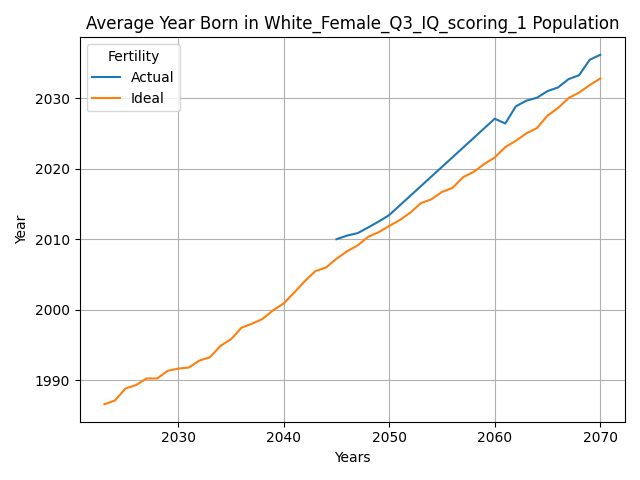 Average Year Born in White_Female_Q3_IQ_scoring_1 Population
Fertility
Actual
Ideal
2030
2020
2010
2000
1990
Year
2030 2040 2050 2060 2070
Years